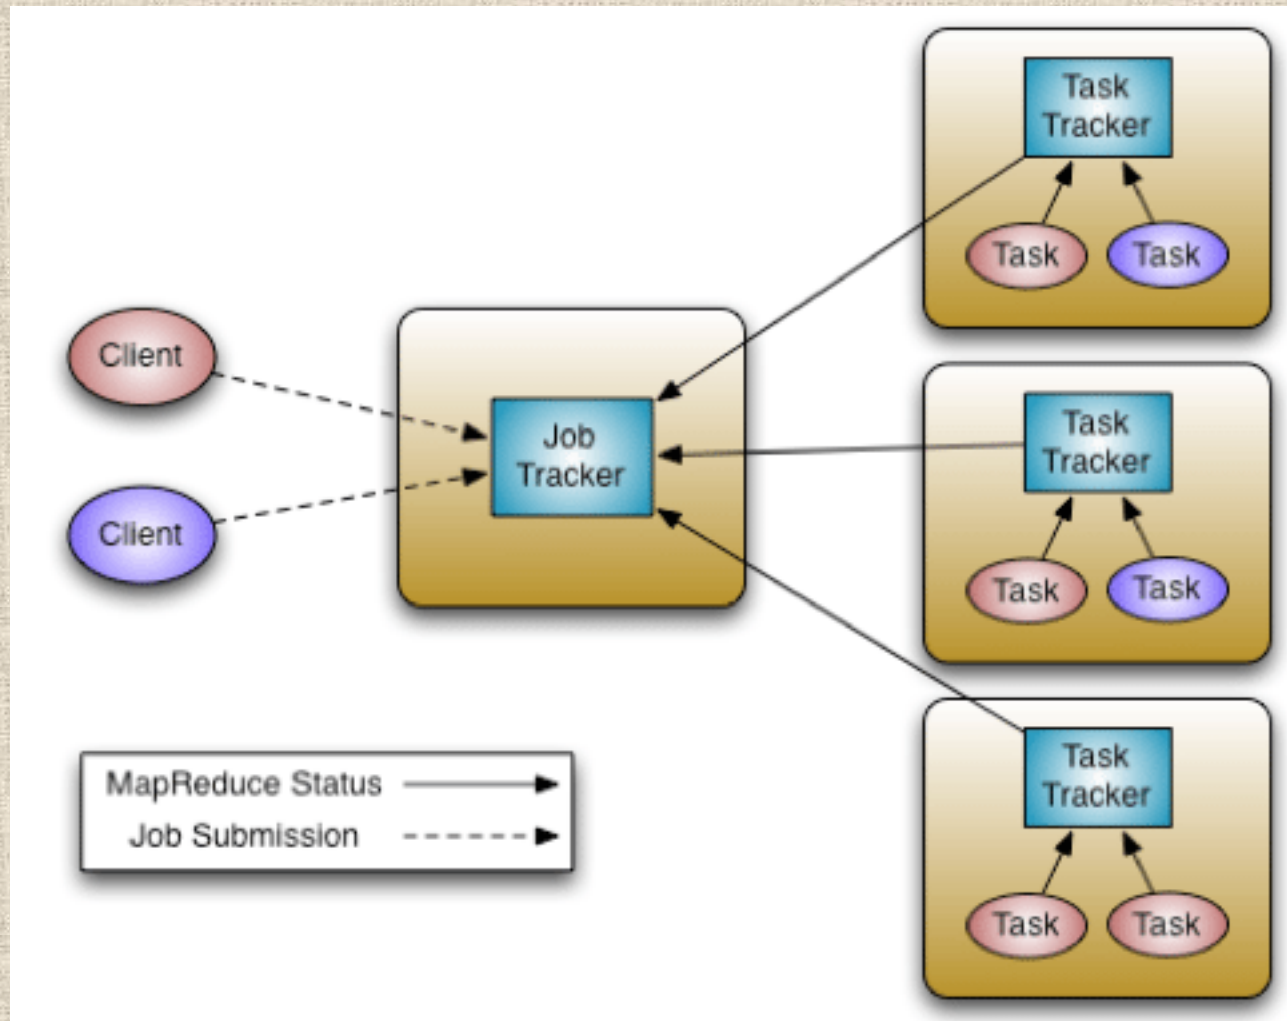 Task
Tracker
Task
Task
Client
Job
Tracker
Client
Task
Tracker
Task
Task
MapReduce Status
Job Submission
Task
Tracker
Task
Task